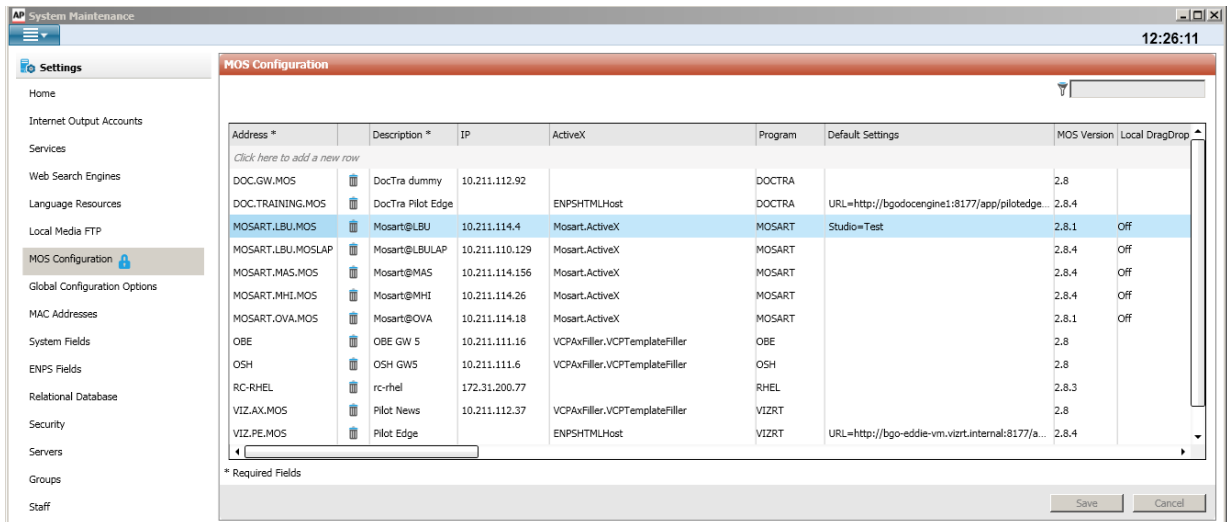 AP System Maintenance
12:26:11
Settings
Home
Internet Output Accounts
Services
Web Search Engines
Language Resources
Local Media FTP
MOS Configuration
Global Configuration Options
MAC Addresses
System Fields
ENPS Fields
Relational Database
Security
Servers
Groups
Staff
MOS Configuration
Address * Description * IP ActiveX Program Default Settings MOS Version Local DragDrop
Click here to add a new row
DOC.GW.MOS DocTra dummy 10.211.112.92 DOCTRA 2.8
DOC.TRAINING.MOS DocTra Pilot Edge ENPSHTMLHost DOCTRA URL=http://bgodocengine1:8177/app/pilotedge... 2.8.4
MOSART.LBU.MOS Mosart@LBU 10.211.114.4 Mosart.ActiveX MOSART Studio=Test 2.8.1 Off
MOSART.LBU.MOSLAP Mosart@LBULAP 10.211.110.129 Mosart.ActiveX MOSART 2.8.4 Off
MOSART.MAS.MOS Mosart@MAS 10.211.114.156 Mosart.ActiveX MOSART 2.8.4 Off
MOSART.MHI.MOS Mosart@MHI 10.211.114.26 Mosart.ActiveX MOSART 2.8.4 Off
MOSART.OVA.MOS Mosart@OVA 10.211.114.18 Mosart.ActiveX MOSART 2.8.1 Off
OBE OBE GW 5 10.211.111.16 VCPAxFiller.VCPTemplateFiller OBE 2.8
OSH OSH GW5 10.211.111.6 VCPAxFiller.VCPTemplateFiller OSH 2.8
RC-RHEL rc-rhel 172.31.200.77 RHEL 2.8.3
VIZ.AX.MOS Pilot News 10.211.112.37 VCPAxFiller.VCPTemplateFiller VIZRT 2.8
VIZ.PE.MOS Pilot Edge ENPSHTMLHost VIZRT URL=http://bgo-eddie-vm.vizrt.internal:8177/a... 2.8.4
* Required Fields
Save Cancel